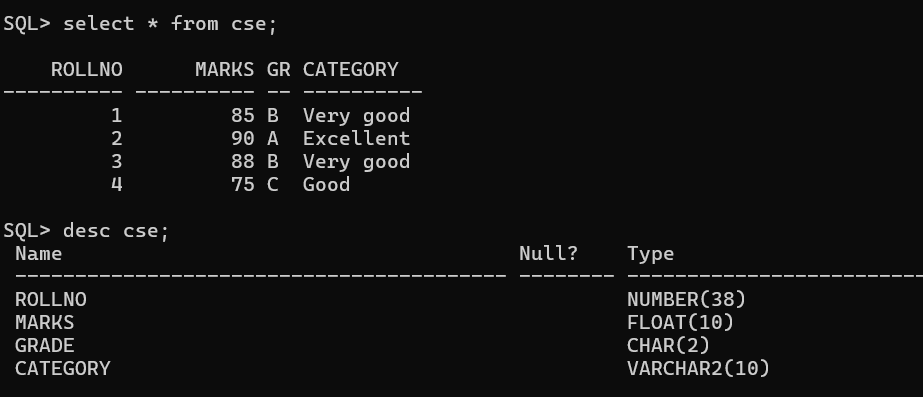 SQL> select * from cse;
ROLLNO MARKS GR CATEGORY
---------- ---------- -- ----------
1 85 B Very good
2 90 A Excellent
3 88 B Very good
4 75 C Good
SQL> desc cse;
Name Null? Type
----------------------------------------- -------- -------------------------
ROLLNO NUMBER(38)
MARKS FLOAT(10)
GRADE CHAR(2)
CATEGORY VARCHAR2(10)